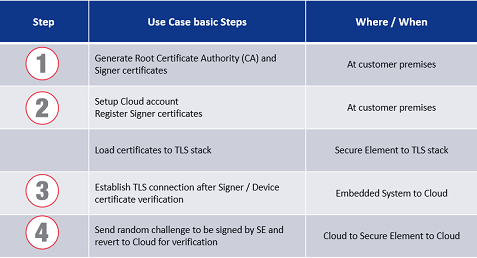 Step Use Case basic Steps Where / When
1 Generate Root Certificate Authority (CA) and
Signer certificates
At customer premises
2 Setup Cloud account
Register Signer certificates
At customer premises
Load certificates to TLS stack Secure Element to TLS stack
3 Establish TLS connection after Signer / Device
certificate verification
Embedded System to Cloud
4 Send random challenge to be signed by SE and
revert to Cloud for verification
Cloud to Secure Element to Cloud